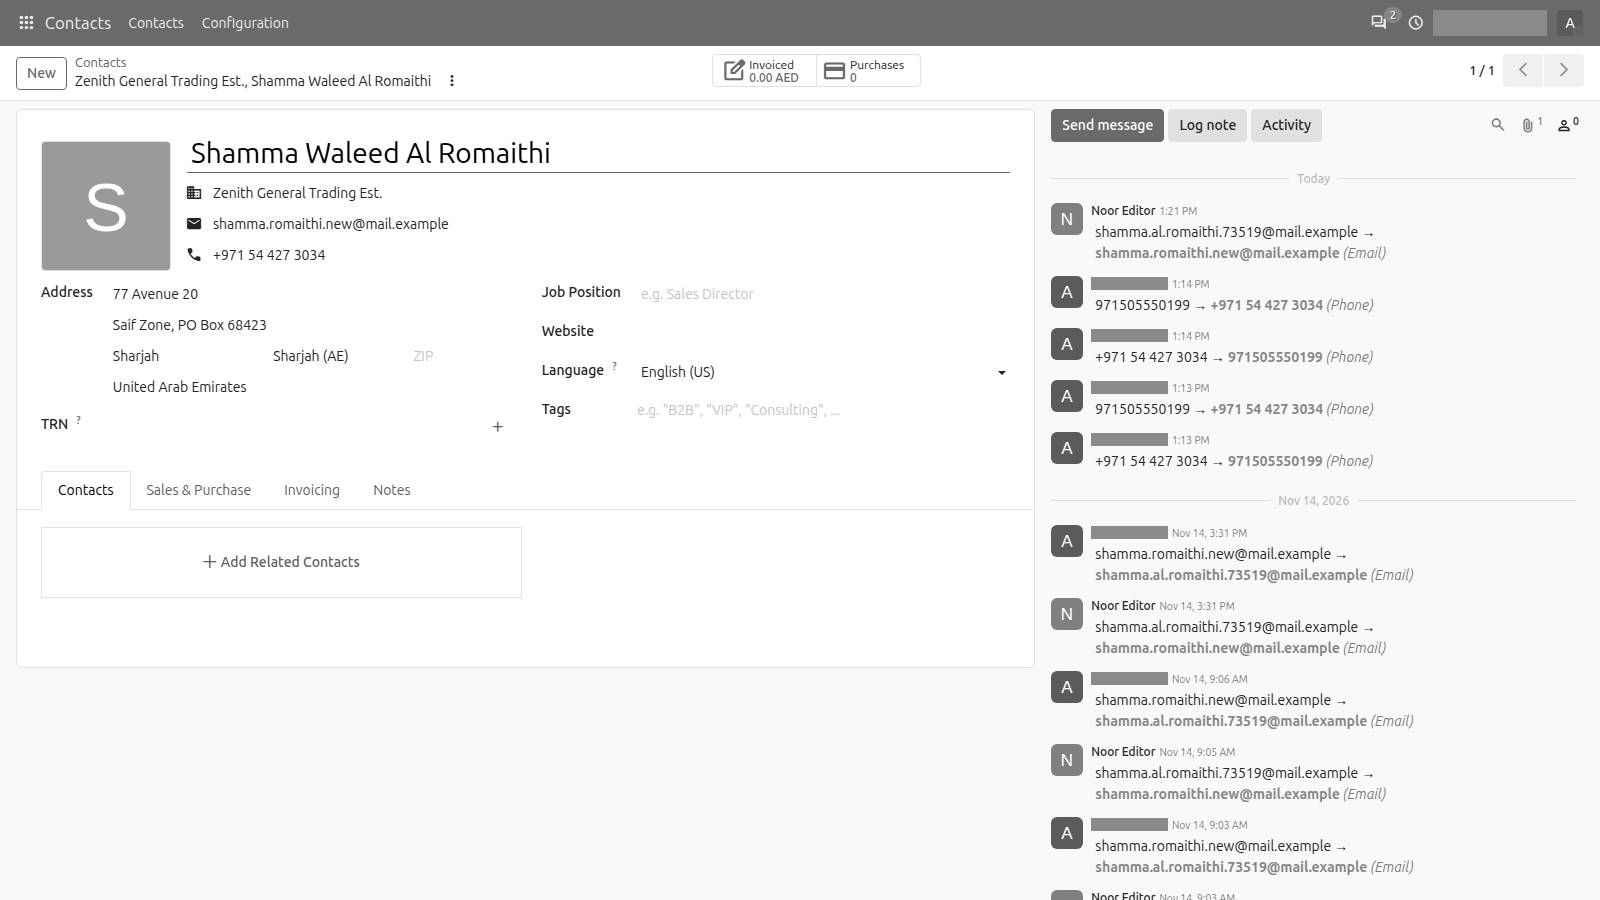 Contacts Contacts Configuration 2 A
New
Contacts
Zenith General Trading Est., Shamma Waleed Al Romaithi
Invoiced
0.00 AED
Purchases
0
1 / 1
S
Shamma Waleed Al Romaithi
Zenith General Trading Est.
shamma.romaithi.new@mail.example
+971 54 427 3034
Address
77 Avenue 20
Saif Zone, PO Box 68423
Sharjah Sharjah (AE) ZIP
United Arab Emirates
TRN ?
Job Position e.g. Sales Director
Website
Language ? English (US)
Tags e.g. "B2B", "VIP", "Consulting", ...
Contacts Sales & Purchase Invoicing Notes
Add Related Contacts
Send message Log note Activity 1 0
Today
N Noor Editor 1:21 PM
shamma.al.romaithi.73519@mail.example →
shamma.romaithi.new@mail.example (Email)
A 1:14 PM
971505550199 → +971 54 427 3034 (Phone)
A 1:14 PM
+971 54 427 3034 → 971505550199 (Phone)
A 1:13 PM
971505550199 → +971 54 427 3034 (Phone)
A 1:13 PM
+971 54 427 3034 → 971505550199 (Phone)
Nov 14, 2026
A Nov 14, 3:31 PM
shamma.romaithi.new@mail.example →
shamma.al.romaithi.73519@mail.example (Email)
N Noor Editor Nov 14, 3:31 PM
shamma.al.romaithi.73519@mail.example →
shamma.romaithi.new@mail.example (Email)
A Nov 14, 9:06 AM
shamma.romaithi.new@mail.example →
shamma.al.romaithi.73519@mail.example (Email)
N Noor Editor Nov 14, 9:05 AM
shamma.al.romaithi.73519@mail.example →
shamma.romaithi.new@mail.example (Email)
A Nov 14, 9:03 AM
shamma.romaithi.new@mail.example →
shamma.al.romaithi.73519@mail.example (Email)
Noor Editor Nov 14, 9:03 AM